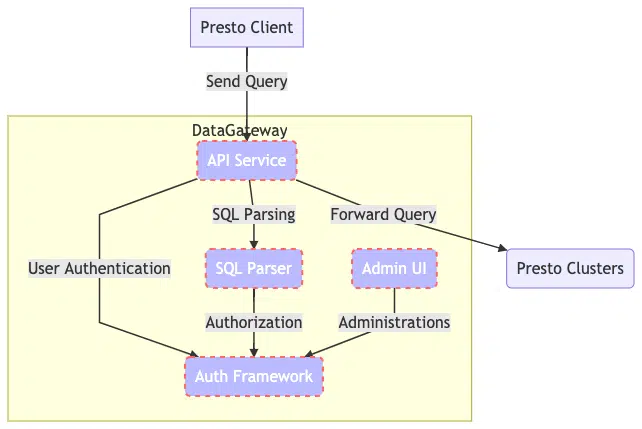 Presto Client
Send Query
DataGateway
API Service
SQL Parsing
Forward Query
User Authentication
SQL Parser
Admin UI
Presto Clusters
Authorization
Administrations
Auth Framework